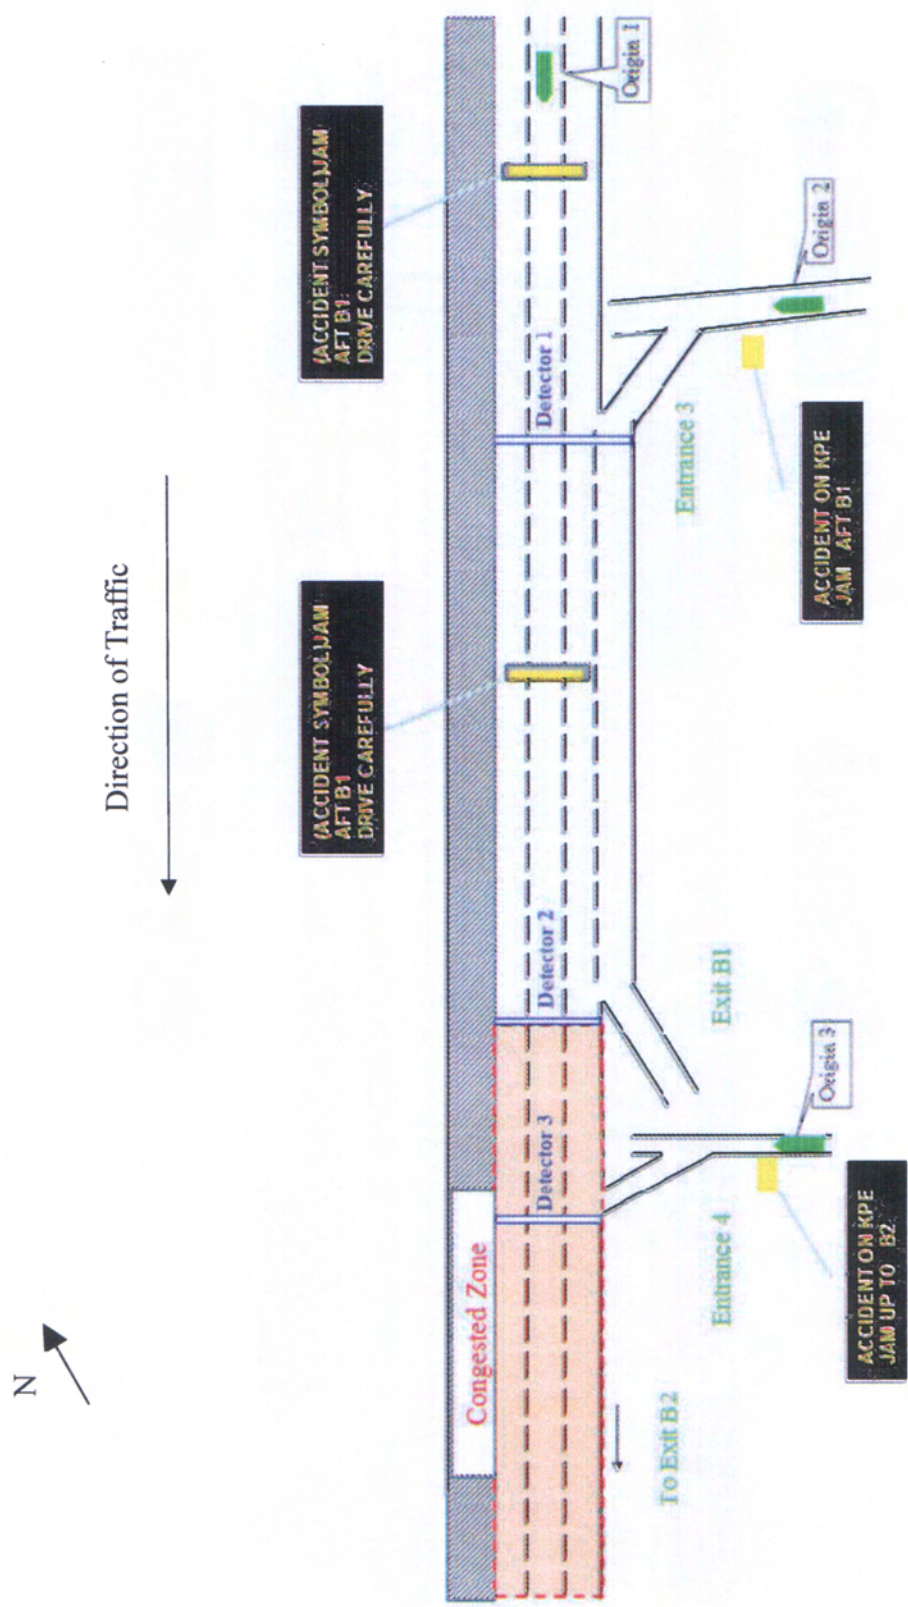 N
Direction of Traffic
(ACCIDENT SYMBOL)JAM
AFT B1
DRIVE CAREFULLY
(ACCIDENT SYMBOL)JAM
AFT B1
DRIVE CAREFULLY
Congested Zone
Detector 3
Detector 2
Detector 1
Origin 1
To Exit B2
Entrance 4
Exit B1
Entrance 3
Origin 3
Origin 2
ACCIDENT ON KPE
JAM UP TO B2
ACCIDENT ON KPE
JAM AFT B1